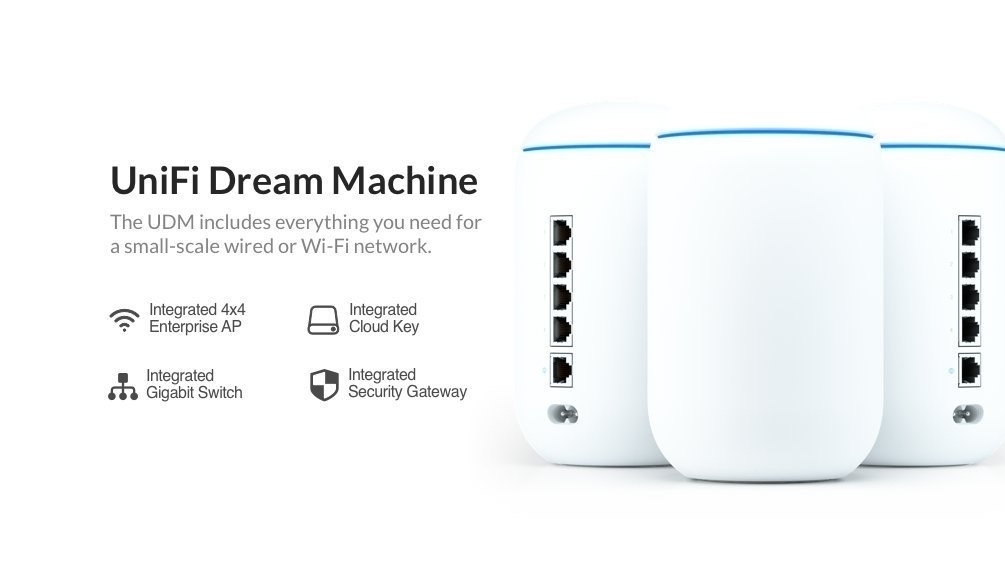 UniFi Dream Machine
The UDM includes everything you need for
a small-scale wired or Wi-Fi network.
Integrated 4x4
Enterprise AP
Integrated
Cloud Key
Integrated
Gigabit Switch
Integrated
Security Gateway